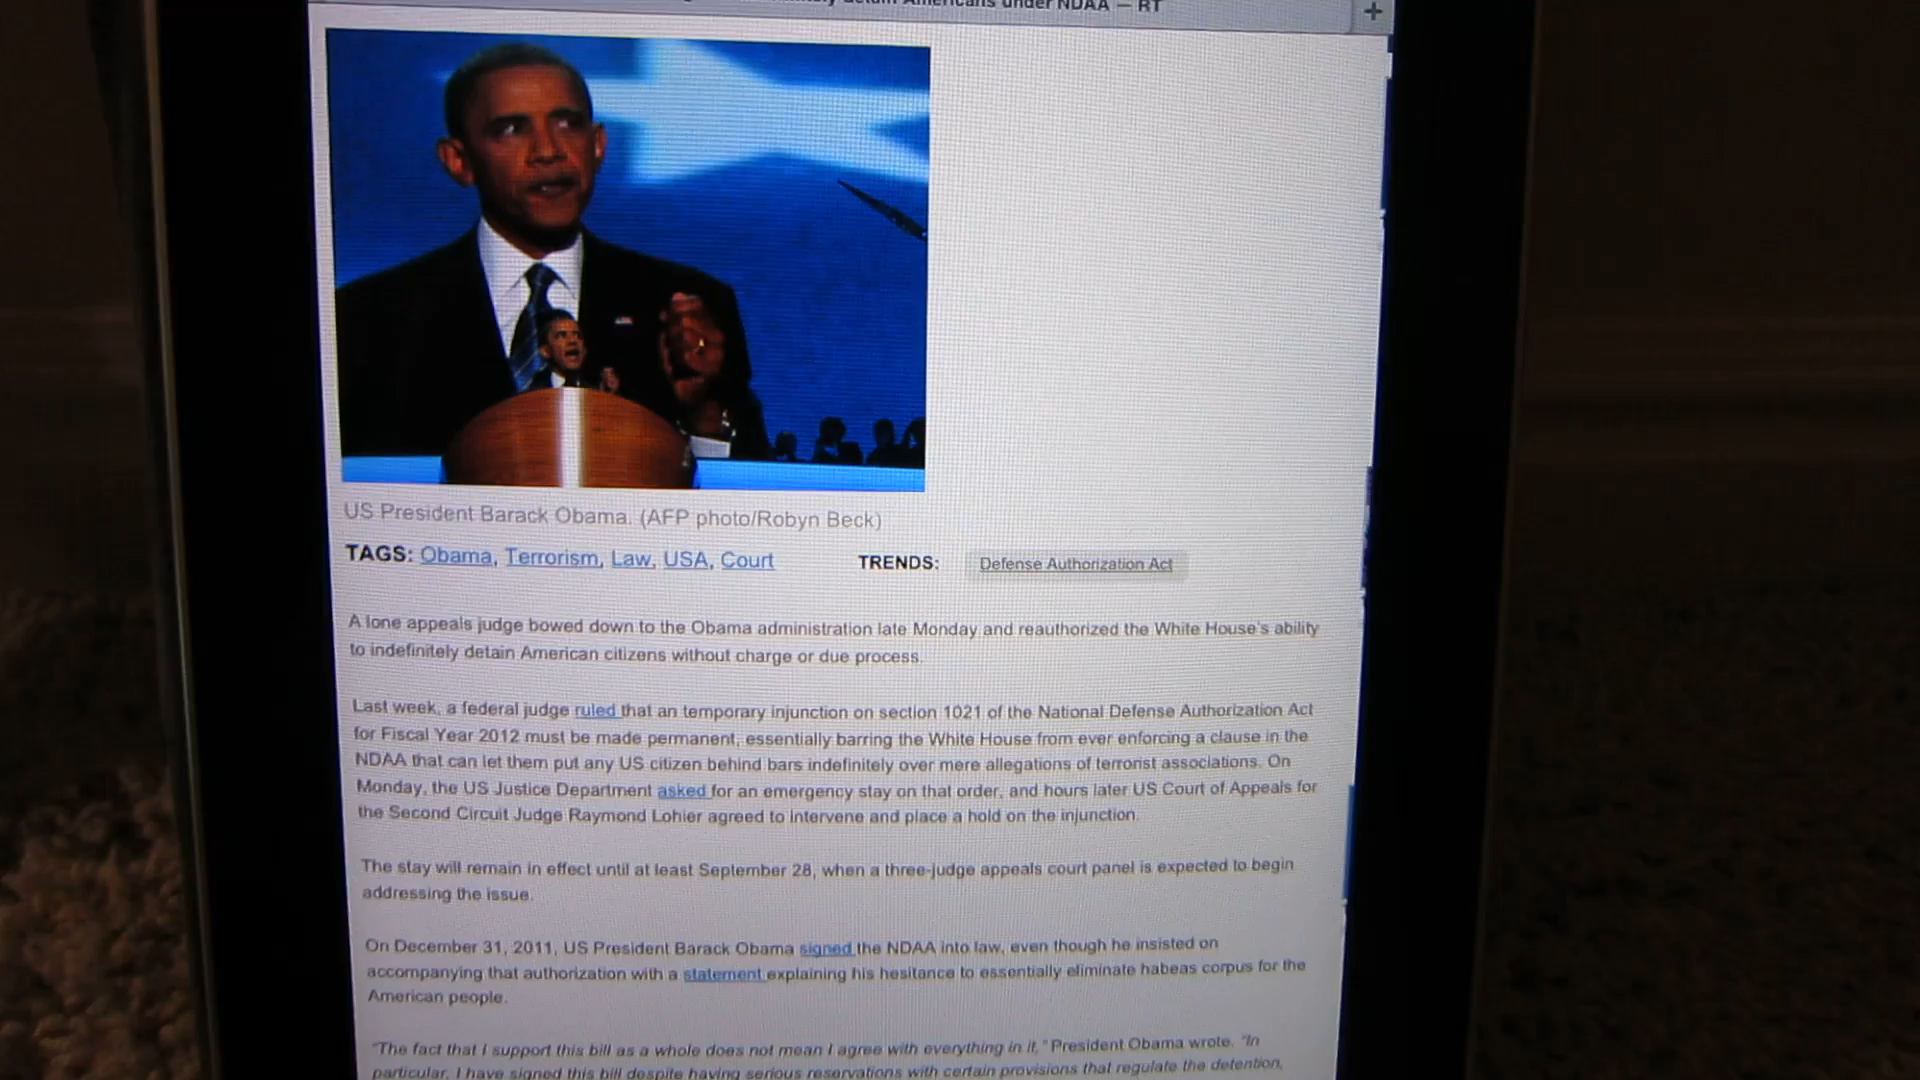 Americans under NDAA — RT
US President Barack Obama. (AFP photo/Robyn Beck)
TAGS: Obama, Terrorism, Law, USA, Court
TRENDS: Defense Authorization Act
A lone appeals judge bowed down to the Obama administration late Monday and reauthorized the White House's ability
to indefinitely detain American citizens without charge or due process.
Last week, a federal judge ruled that an temporary injunction on section 1021 of the National Defense Authorization Act
for Fiscal Year 2012 must be made permanent, essentially barring the White House from ever enforcing a clause in the
NDAA that can let them put any US citizen behind bars indefinitely over mere allegations of terrorist associations. On
Monday, the US Justice Department asked for an emergency stay on that order, and hours later US Court of Appeals for
the Second Circuit Judge Raymond Lohier agreed to intervene and place a hold on the injunction.
The stay will remain in effect until at least September 28, when a three-judge appeals court panel is expected to begin
addressing the issue.
On December 31, 2011, US President Barack Obama signed the NDAA into law, even though he insisted on
accompanying that authorization with a statement explaining his hesitance to essentially eliminate habeas corpus for the
American people.
"The fact that I support this bill as a whole does not mean I agree with everything in it," President Obama wrote. "In
particular, I have signed this bill despite having serious reservations with certain provisions that regulate the detention,